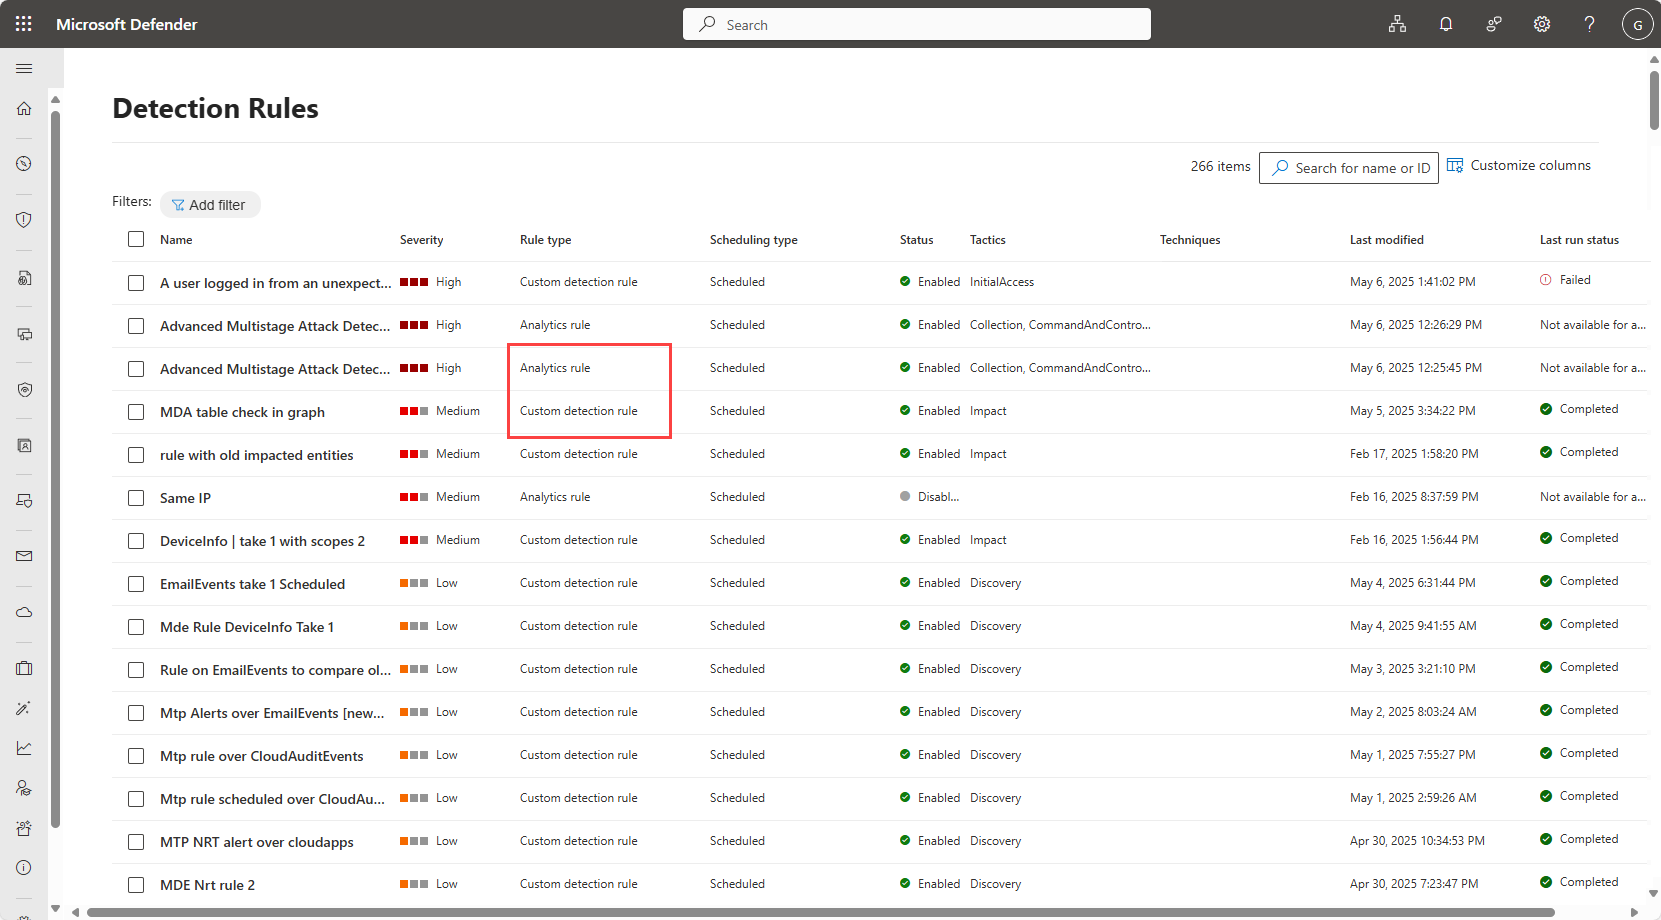 Microsoft Defender
Search
G
Detection Rules
266 items
Search for name or ID
Customize columns
Filters:
Add filter
Name Severity Rule type Scheduling type Status Tactics Techniques Last modified Last run status
A user logged in from an unexpect... High Custom detection rule Scheduled Enabled InitialAccess May 6, 2025 1:41:02 PM Failed
Advanced Multistage Attack Detec... High Analytics rule Scheduled Enabled Collection, CommandAndContro... May 6, 2025 12:26:29 PM Not available for a...
Advanced Multistage Attack Detec... High Analytics rule Scheduled Enabled Collection, CommandAndContro... May 6, 2025 12:25:45 PM Not available for a...
MDA table check in graph Medium Custom detection rule Scheduled Enabled Impact May 5, 2025 3:34:22 PM Completed
rule with old impacted entities Medium Custom detection rule Scheduled Enabled Impact Feb 17, 2025 1:58:20 PM Completed
Same IP Medium Analytics rule Scheduled Disabl... Feb 16, 2025 8:37:59 PM Not available for a...
DeviceInfo | take 1 with scopes 2 Medium Custom detection rule Scheduled Enabled Impact Feb 16, 2025 1:56:44 PM Completed
EmailEvents take 1 Scheduled Low Custom detection rule Scheduled Enabled Discovery May 4, 2025 6:31:44 PM Completed
Mde Rule DeviceInfo Take 1 Low Custom detection rule Scheduled Enabled Discovery May 4, 2025 9:41:55 AM Completed
Rule on EmailEvents to compare ol... Low Custom detection rule Scheduled Enabled Discovery May 3, 2025 3:21:10 PM Completed
Mtp Alerts over EmailEvents [new... Low Custom detection rule Scheduled Enabled Discovery May 2, 2025 8:03:24 AM Completed
Mtp rule over CloudAuditEvents Low Custom detection rule Scheduled Enabled Discovery May 1, 2025 7:55:27 PM Completed
Mtp rule scheduled over CloudAu... Low Custom detection rule Scheduled Enabled Discovery May 1, 2025 2:59:26 AM Completed
MTP NRT alert over cloudapps Low Custom detection rule Scheduled Enabled Discovery Apr 30, 2025 10:34:53 PM Completed
MDE Nrt rule 2 Low Custom detection rule Scheduled Enabled Discovery Apr 30, 2025 7:23:47 PM Completed